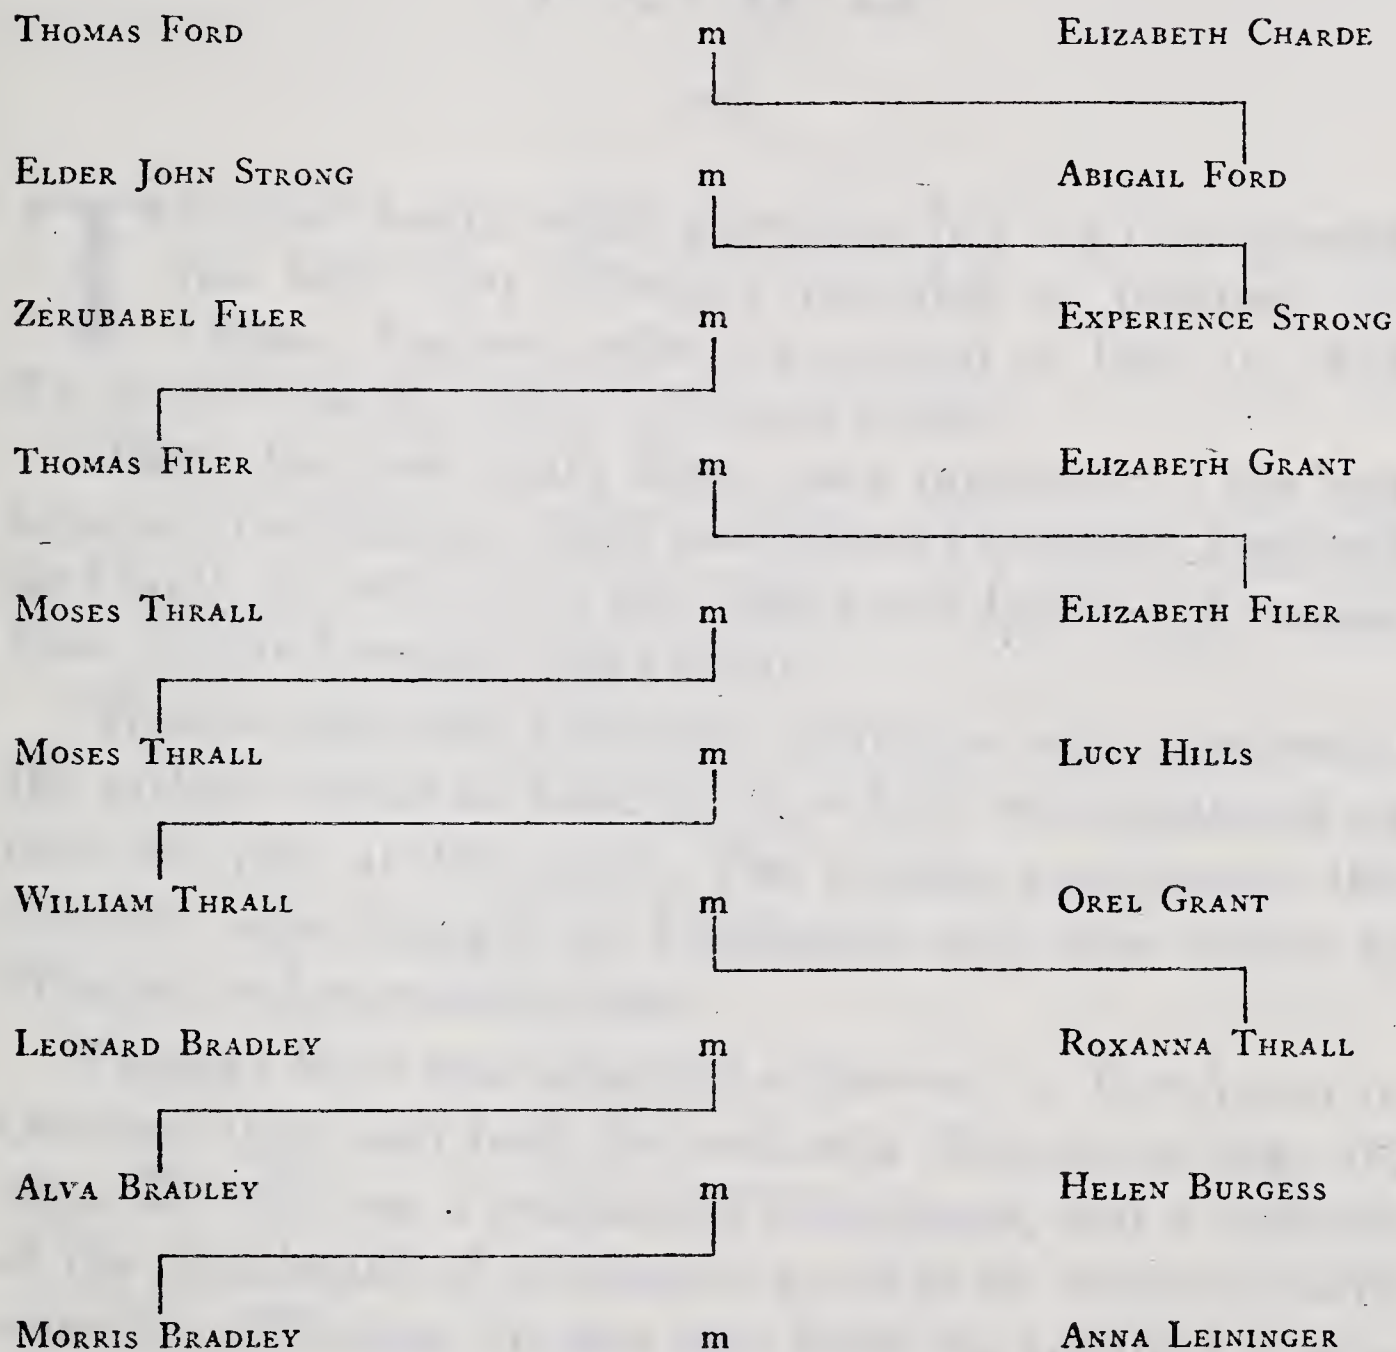 THOMAS FORD m ELIZABETH CHARDE
ELDER JOHN STRONG m ABIGAIL FORD
ZERUBABEL FILER m EXPERIENCE STRONG
THOMAS FILER m ELIZABETH GRANT
MOSES THRALL m ELIZABETH FILER
MOSES THRALL m LUCY HILLS
WILLIAM THRALL m OREL GRANT
LEONARD BRADLEY m ROXANNA THRALL
ALVA BRADLEY m HELEN BURGESS
MORRIS BRADLEY m ANNA LEININGER